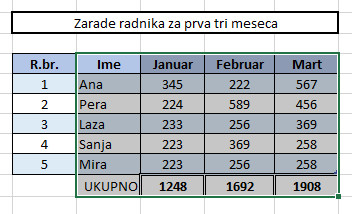 Zarade radnika za prva tri meseca
R.br. Ime Januar Februar Mart
1 Ana 345 222 567
2 Pera 224 589 456
3 Laza 233 256 369
4 Sanja 223 369 258
5 Mira 223 256 258
UKUPNO 1248 1692 1908